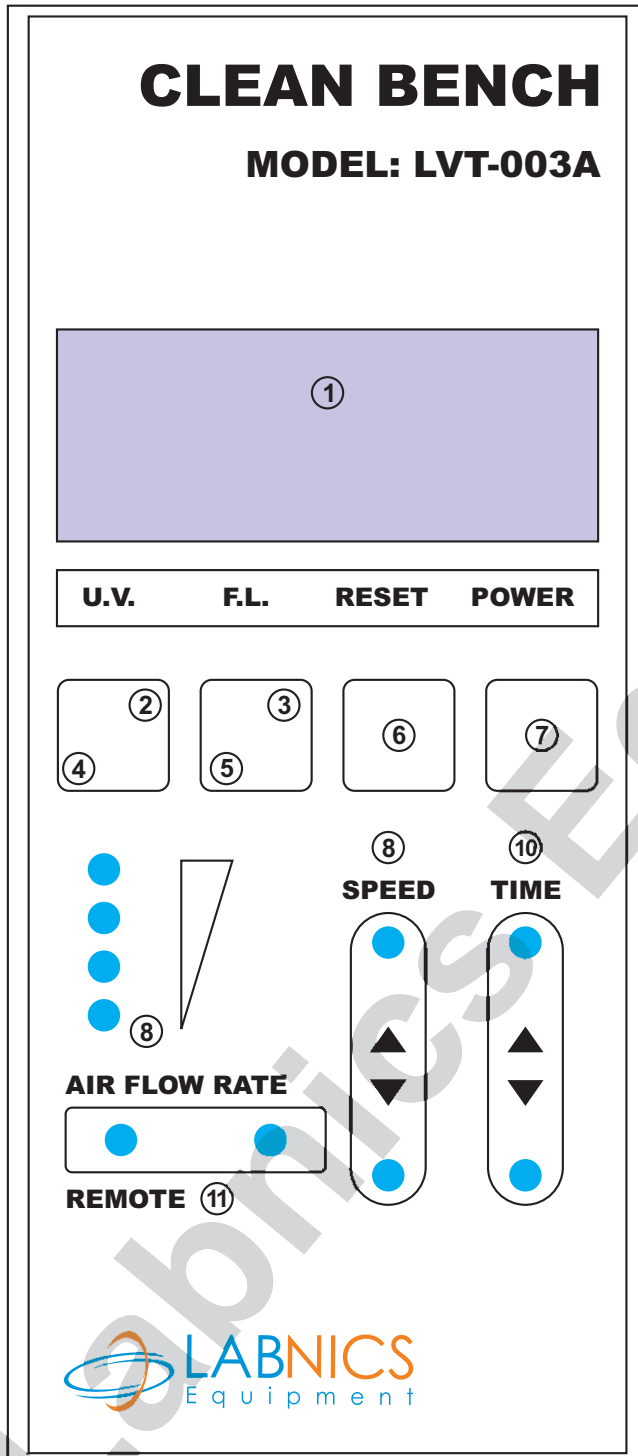 CLEAN BENCH
MODEL: LVT-003A
1
U.V. F.L. RESET POWER
2 3
6 7
4 5
8 10
SPEED TIME
8
AIR FLOW RATE
REMOTE 11
LABNICS
Equipment
Labnics E